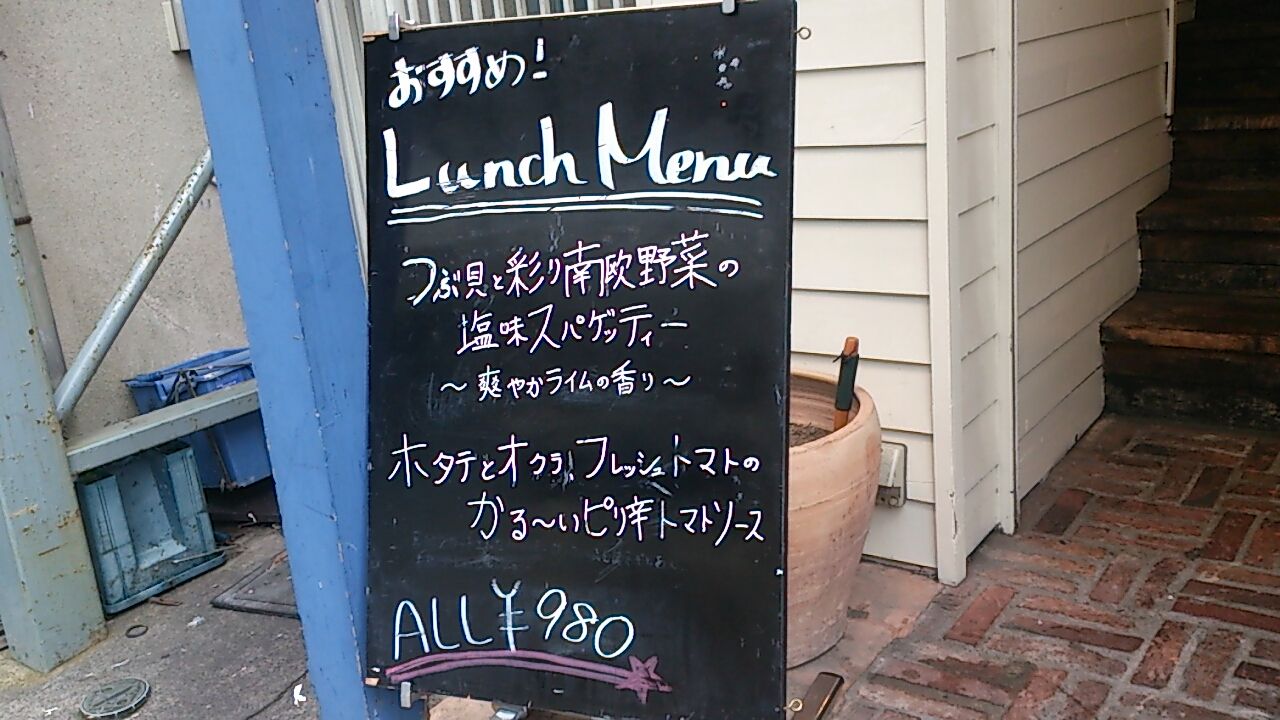 おすすめ!
Lunch Menu
つぶ貝と彩り南欧野菜の
塩味スパゲッティー
～爽やかライムの香り～
ホタテとオクラ、フレッシュトマトの
かる～いピリ辛トマトソース
ALL ¥980